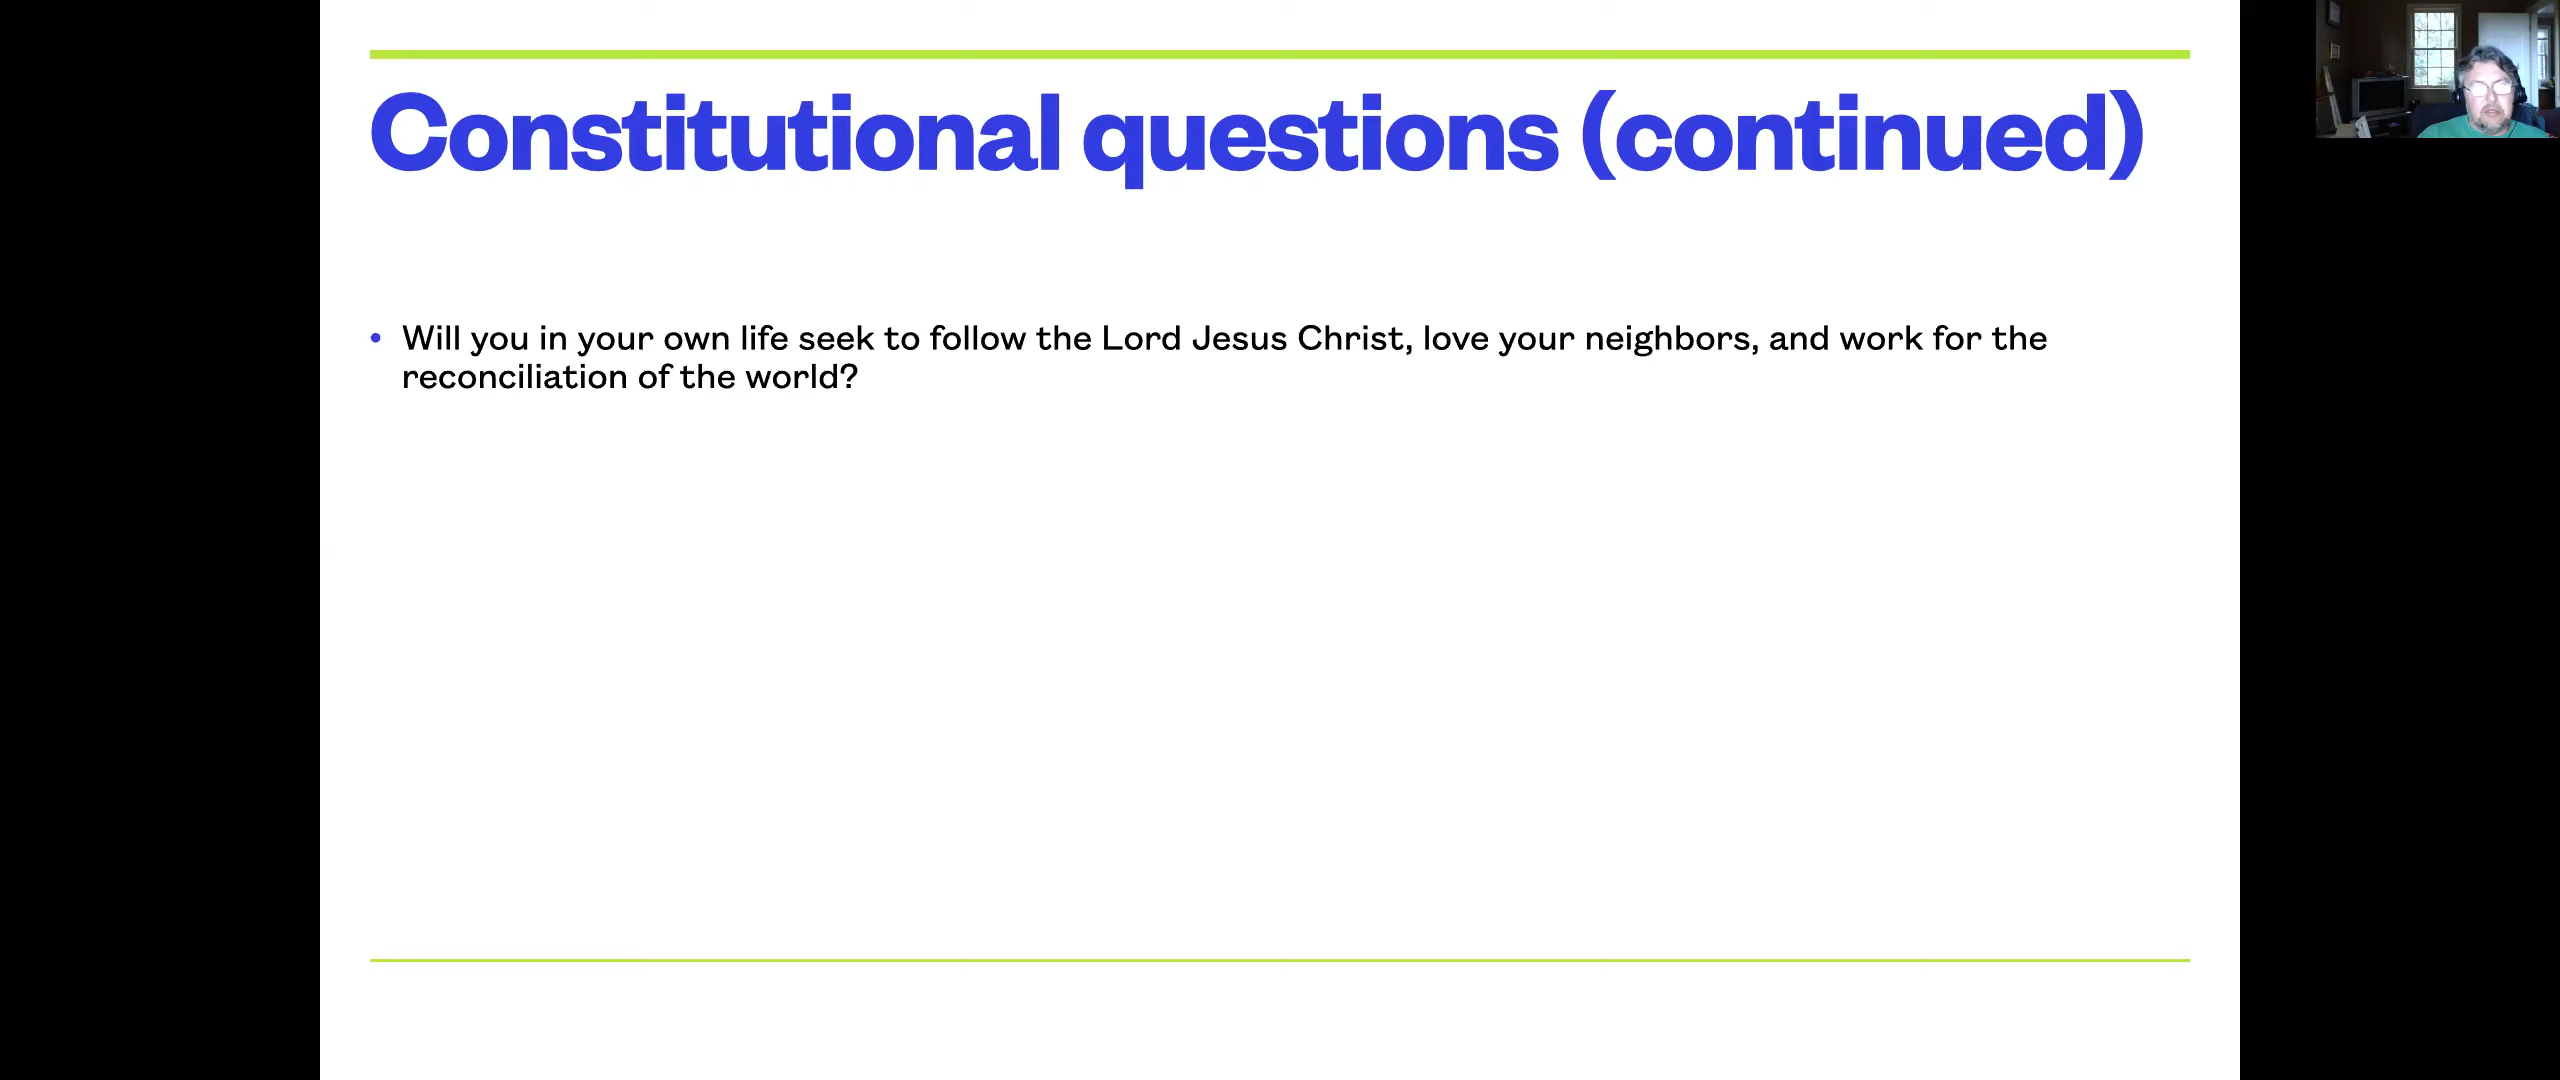 Constitutional questions (continued)
• Will you in your own life seek to follow the Lord Jesus Christ, love your neighbors, and work for the
reconciliation of the world?